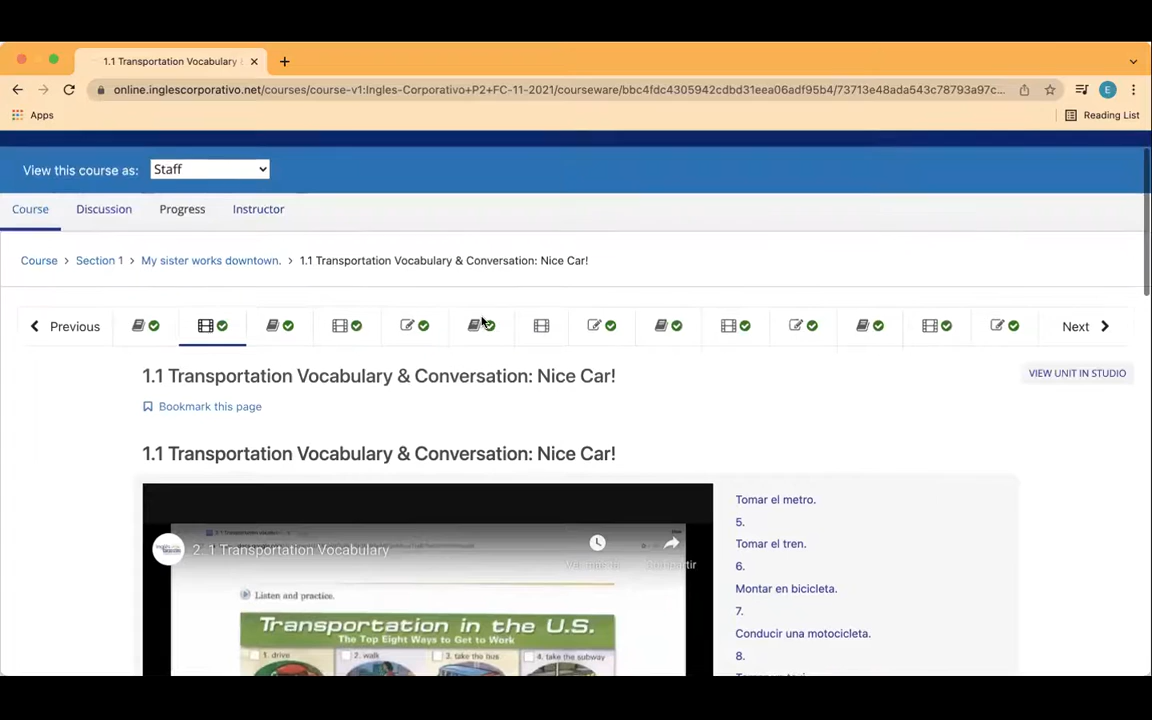 1.1 Transportation Vocabulary
online.inglescorporativo.net/courses/course-v1:Ingles-Corporativo+P2+FC-11-2021/courseware/bbc4fdc4305942cdbd31eea06adf95b4/73713e48ada543c78793a97c...
E
Apps
Reading List
View this course as:
Staff
Course
Discussion
Progress
Instructor
Course > Section 1 > My sister works downtown. > 1.1 Transportation Vocabulary & Conversation: Nice Car!
Previous
Next
1.1 Transportation Vocabulary & Conversation: Nice Car!
VIEW UNIT IN STUDIO
Bookmark this page
1.1 Transportation Vocabulary & Conversation: Nice Car!
2. 1 Transportation Vocabulary
Listen and practice.
Transportation in the U.S.
The Top Eight Ways to Get to Work
1. drive
2. walk
3. take the bus
4. take the subway
Tomar el metro.
5.
Tomar el tren.
6.
Montar en bicicleta.
7.
Conducir una motocicleta.
8.